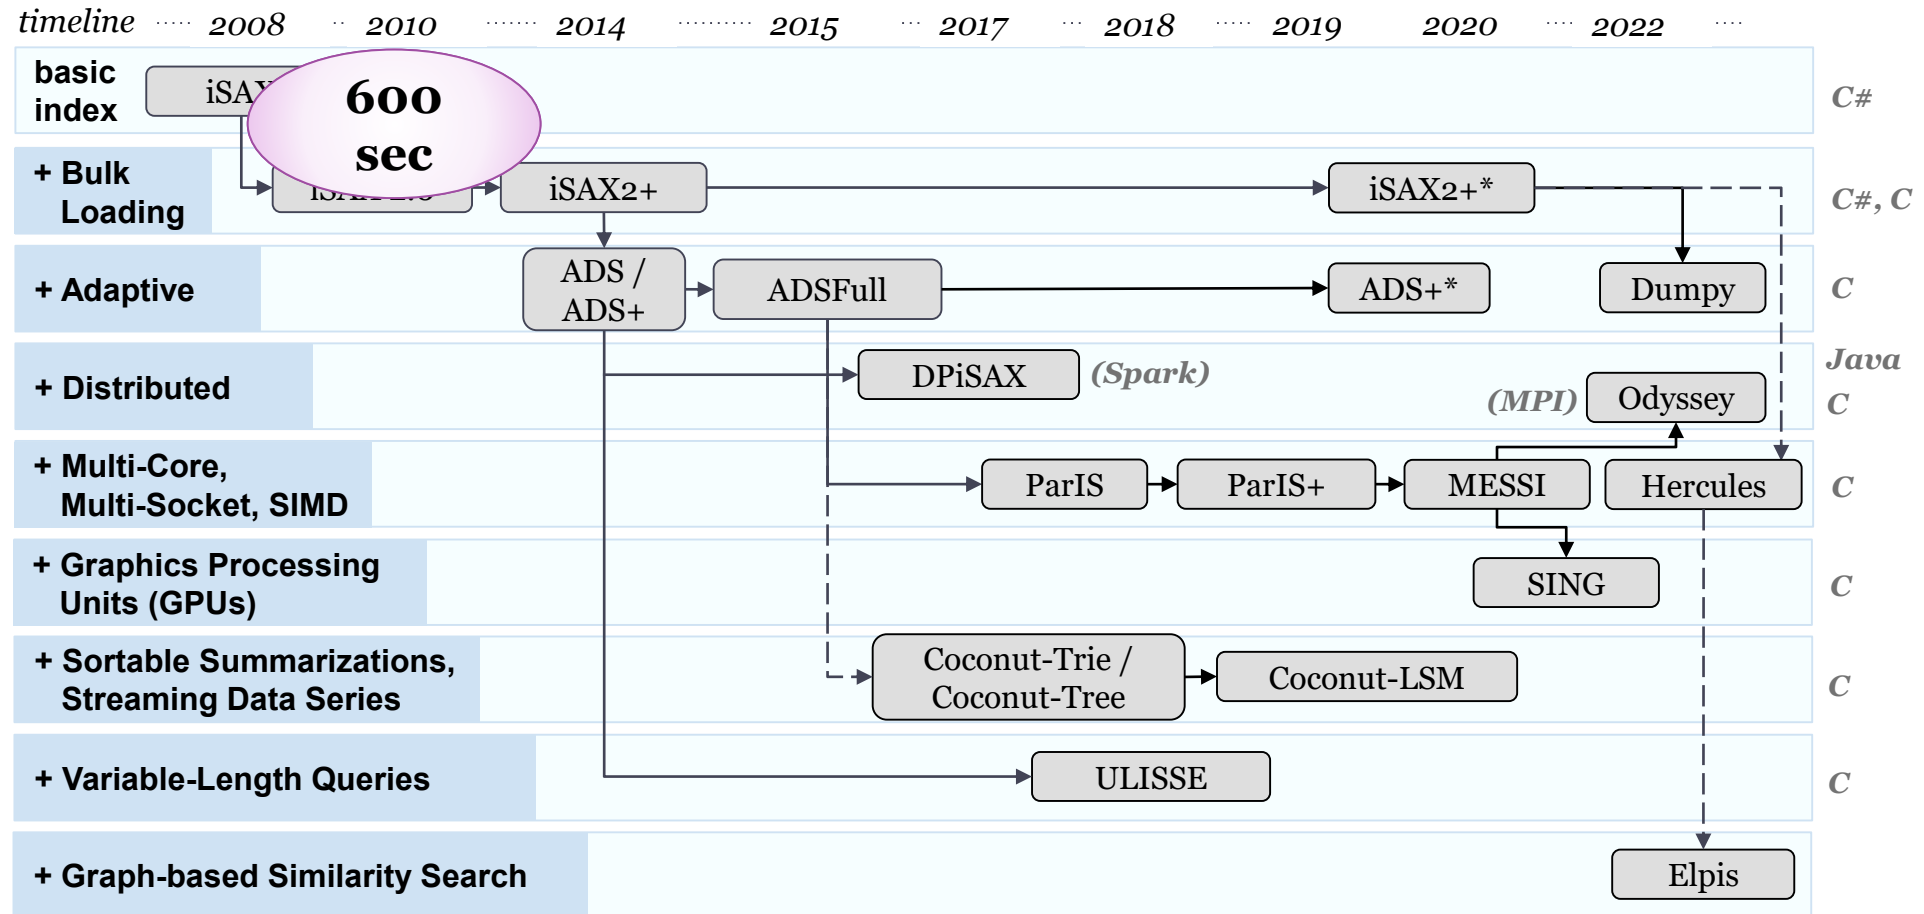 timeline ..... 2008 .. 2010 ..... 2014 ........ 2015 ... 2017 ... 2018 ..... 2019 2020 .... 2022 ....
basic
index
600
sec
C#
+ Bulk
Loading
iSAX2+
iSAX2+*
C#, C
+ Adaptive
ADS /
ADS+
ADSFull
ADS+*
Dumpy
C
+ Distributed
DPiSAX
(Spark)
(MPI)
Odyssey
Java
C
+ Multi-Core,
Multi-Socket, SIMD
ParIS
ParIS+
MESSI
Hercules
C
+ Graphics Processing
Units (GPUs)
SING
C
+ Sortable Summarizations,
Streaming Data Series
Coconut-Trie /
Coconut-Tree
Coconut-LSM
C
+ Variable-Length Queries
ULISSE
C
+ Graph-based Similarity Search
Elpis